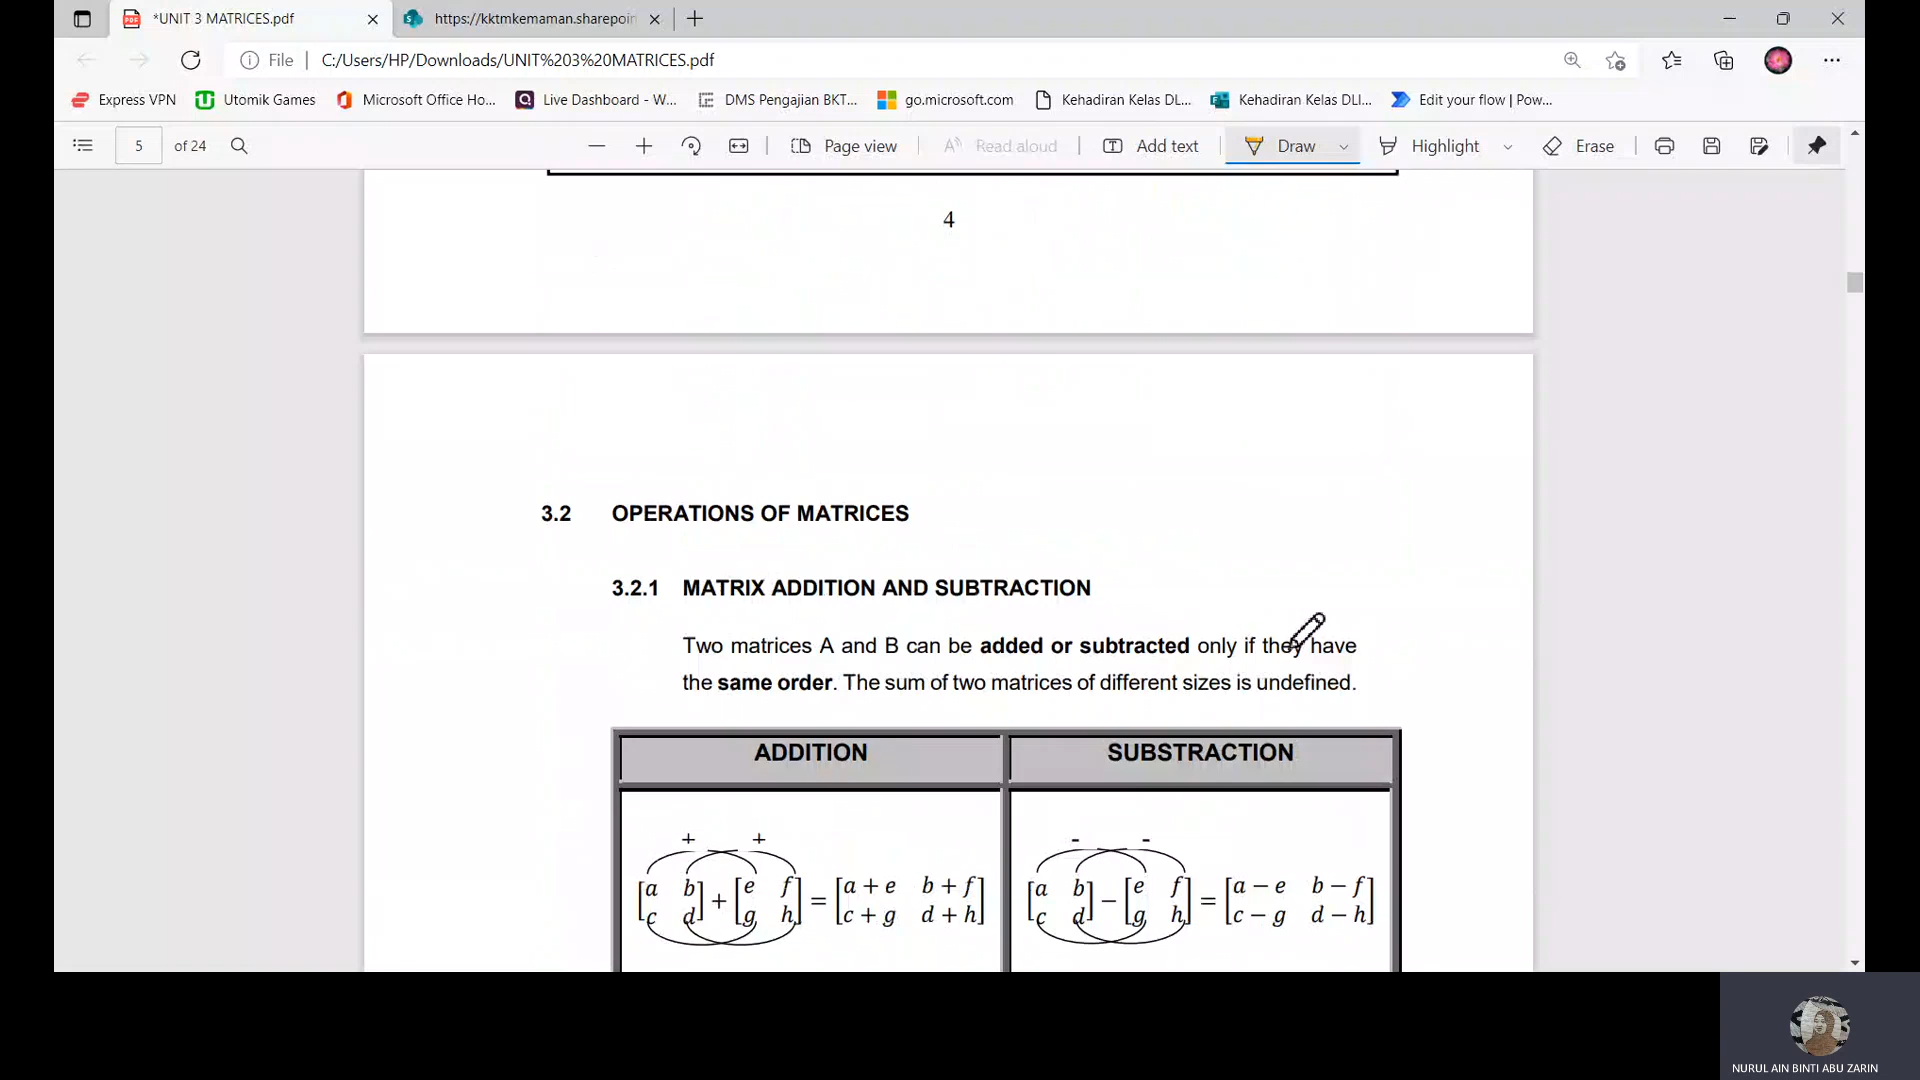 *UNIT 3 MATRICES.pdf
https://kktmkemaman.sharepoin
File
C:/Users/HP/Downloads/UNIT%203%20MATRICES.pdf
Express VPN
Utomik Games
Microsoft Office Ho...
Live Dashboard - W...
DMS Pengajian BKT...
go.microsoft.com
Kehadiran Kelas DL...
Kehadiran Kelas DLI...
Edit your flow | Pow...
5 of 24
Page view
Read aloud
Add text
Draw
Highlight
Erase
4
3.2 OPERATIONS OF MATRICES
3.2.1 MATRIX ADDITION AND SUBTRACTION
Two matrices A and B can be added or subtracted only if they have
the same order. The sum of two matrices of different sizes is undefined.
ADDITION SUBSTRACTION
+ + - -
[a b] + [e f] = [a + e b + f] [a b] − [e f] = [a − e b − f]
[c d] [g h] [c + g d + h] [c d] [g h] [c − g d − h]
NURUL AIN BINTI ABU ZARIN